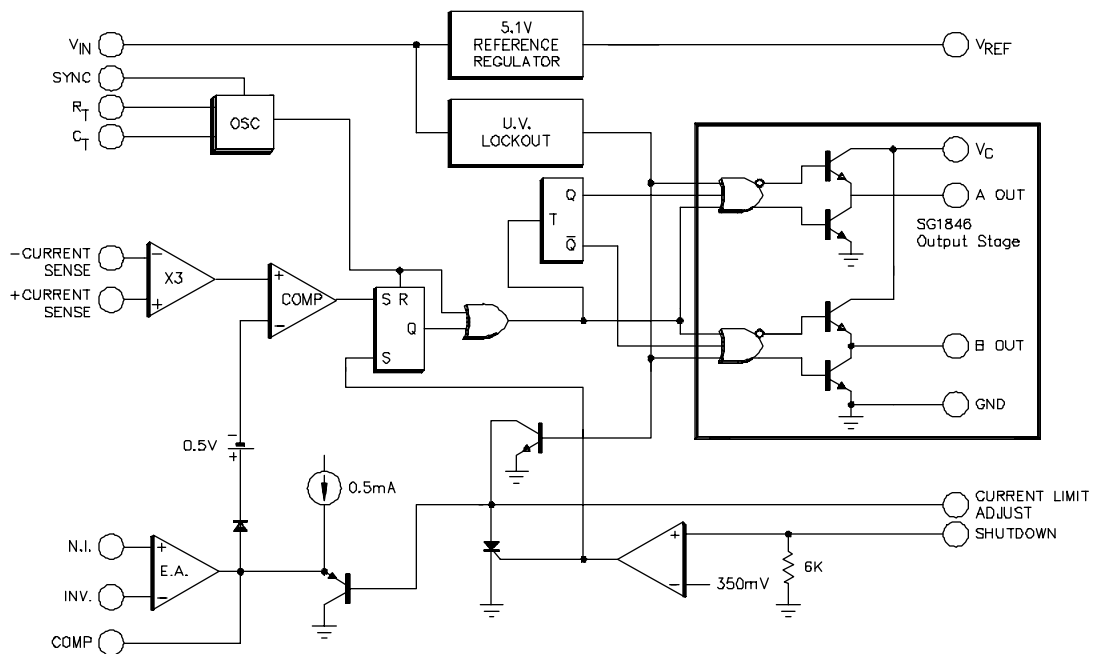 V_IN
5.1V
REFERENCE
REGULATOR
V_REF
SYNC
R_T
C_T
OSC
U.V.
LOCKOUT
V_C
A OUT
SG1846
Output Stage
T
Q
Q̅
−CURRENT
SENSE
+CURRENT
SENSE
−
+
X3
+
−
COMP
S R
Q
S
B OUT
GND
0.5V
−
+
0.5mA
CURRENT LIMIT
ADJUST
SHUTDOWN
N.I.
INV.
COMP
+
−
E.A.
+
−
350mV
6K